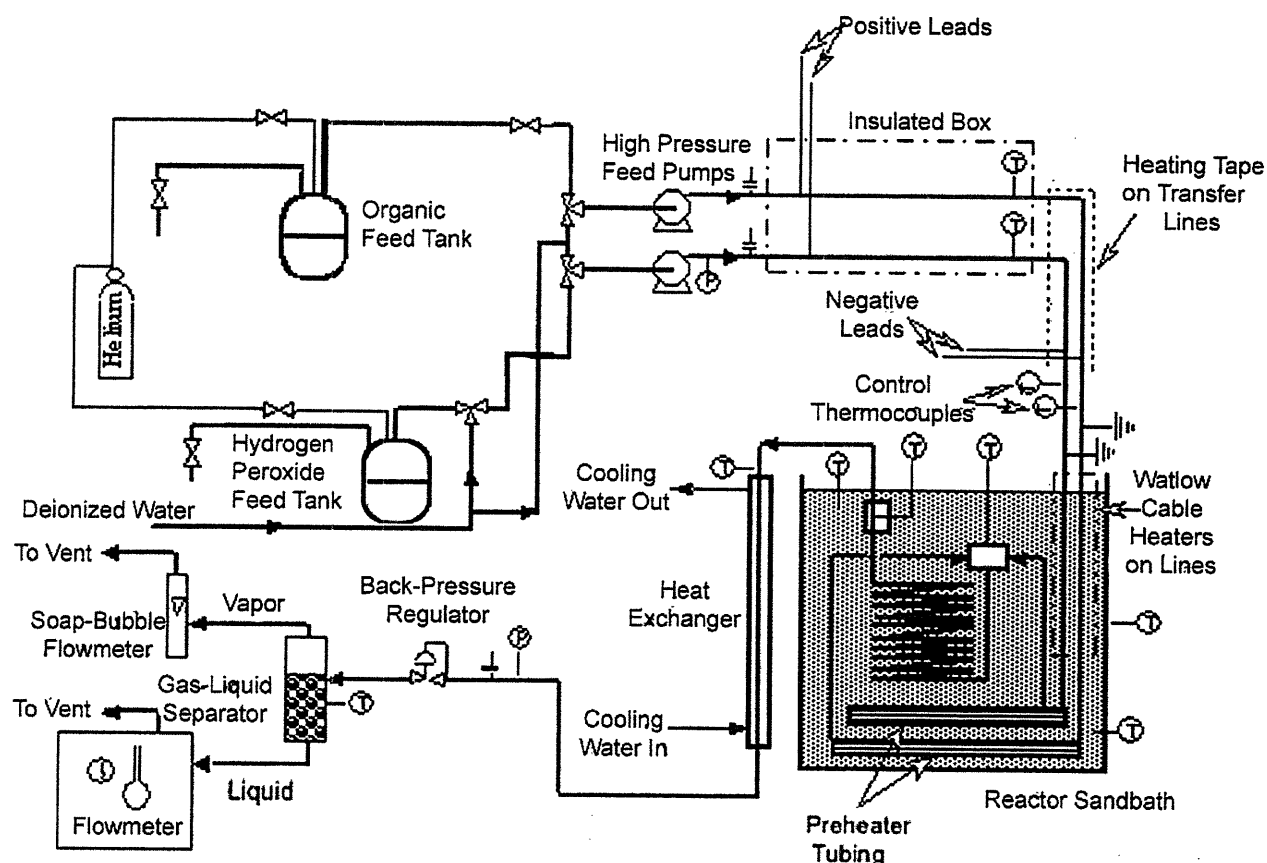 Positive Leads
Insulated Box
High Pressure
Feed Pumps
Heating Tape
on Transfer
Lines
Organic
Feed Tank
Helium
Negative
Leads
Control
Thermocouples
Hydrogen
Peroxide
Feed Tank
Deionized Water
Cooling
Water Out
Watlow
Cable
Heaters
on Lines
To Vent
Vapor
Soap-Bubble
Flowmeter
Back-Pressure
Regulator
Heat
Exchanger
Gas-Liquid
Separator
To Vent
Cooling
Water In
Liquid
Flowmeter
Reactor Sandbath
Preheater
Tubing
T
T
P
T
T
T
T
T
T
P
T